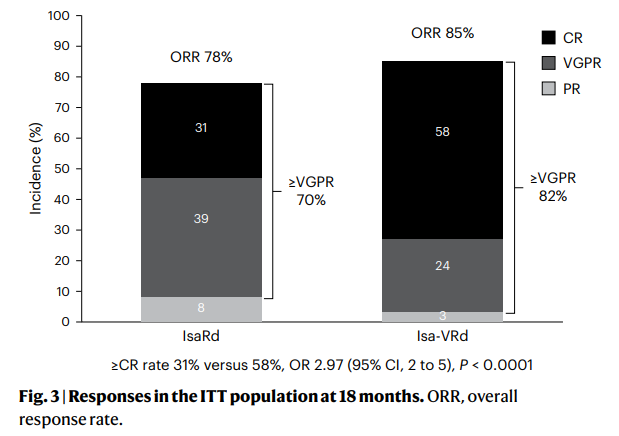 100
90
80
70
60
50
40
30
20
10
0
Incidence (%)
ORR 78%
31
39
8
≥VGPR
70%
IsaRd
ORR 85%
58
24
3
≥VGPR
82%
Isa-VRd
CR
VGPR
PR
≥CR rate 31% versus 58%, OR 2.97 (95% CI, 2 to 5), P < 0.0001
Fig. 3 | Responses in the ITT population at 18 months. ORR, overall
response rate.